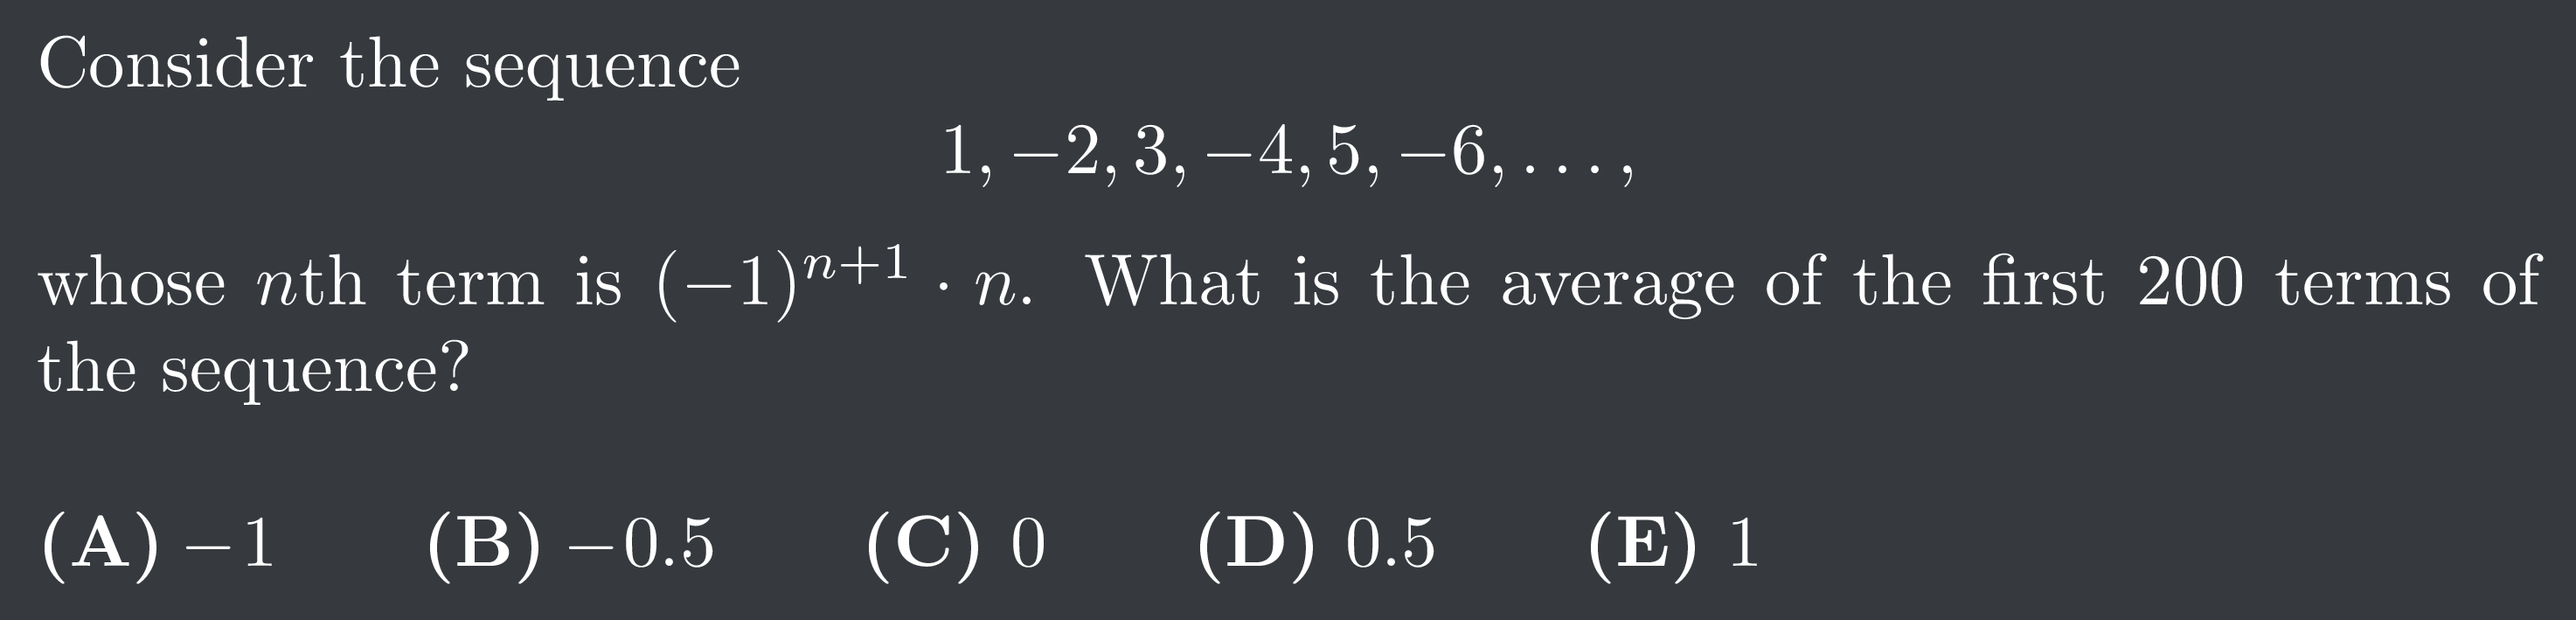 Consider the sequence
1, −2, 3, −4, 5, −6, . . . ,
whose nth term is (−1)^{n+1} · n. What is the average of the first 200 terms of
the sequence?
(A) −1 (B) −0.5 (C) 0 (D) 0.5 (E) 1